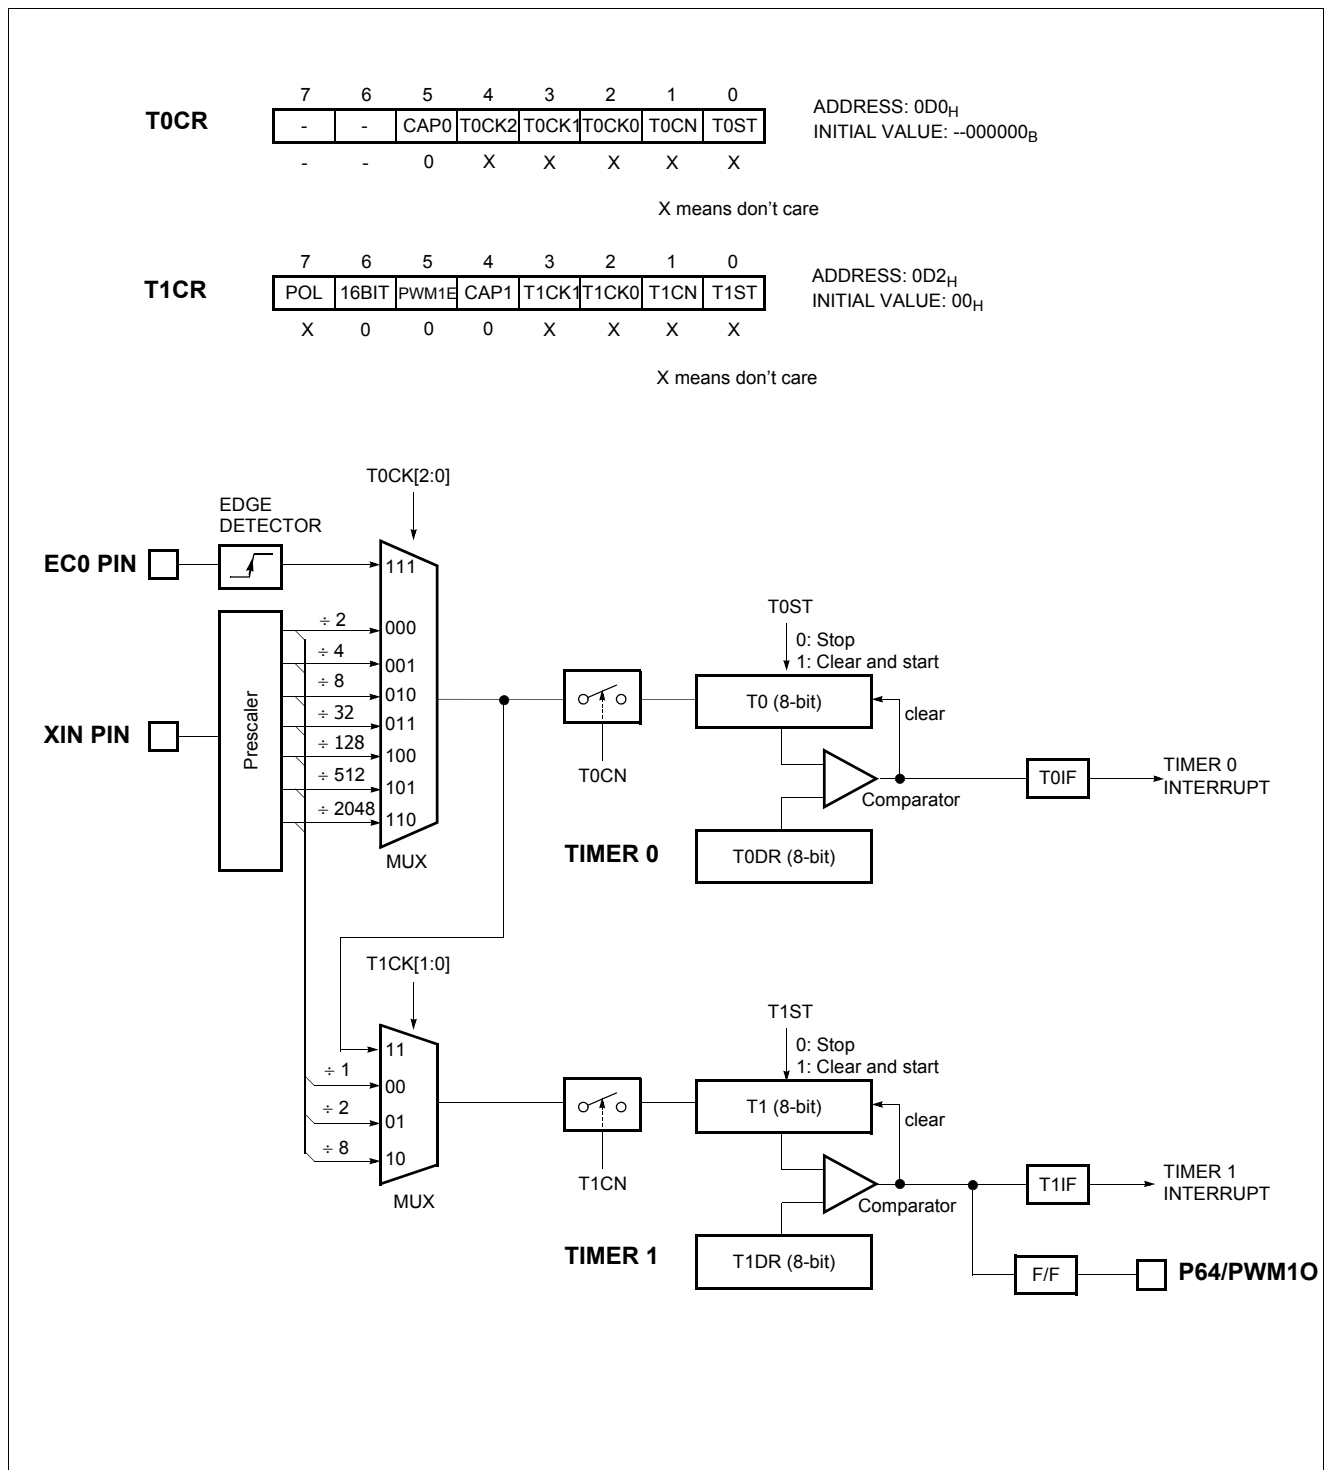 7 6 5 4 3 2 1 0
T0CR
- - CAP0 T0CK2 T0CK1 T0CK0 T0CN T0ST
ADDRESS: 0D0H
INITIAL VALUE: --000000B
- - 0 X X X X X
X means don't care
7 6 5 4 3 2 1 0
T1CR
POL 16BIT PWM1E CAP1 T1CK1 T1CK0 T1CN T1ST
ADDRESS: 0D2H
INITIAL VALUE: 00H
X 0 0 0 X X X X
X means don't care
T0CK[2:0]
EDGE
DETECTOR
EC0 PIN
111
÷ 2
000
÷ 4
001
÷ 8
010
÷ 32
011
÷ 128
100
÷ 512
101
÷ 2048
110
XIN PIN
Prescaler
MUX
T0CN
T0ST
0: Stop
1: Clear and start
T0 (8-bit)
clear
Comparator
T0IF
TIMER 0
INTERRUPT
TIMER 0
T0DR (8-bit)
T1CK[1:0]
11
÷ 1
00
÷ 2
01
÷ 8
10
MUX
T1CN
T1ST
0: Stop
1: Clear and start
T1 (8-bit)
clear
Comparator
T1IF
TIMER 1
INTERRUPT
TIMER 1
T1DR (8-bit)
F/F
P64/PWM1O